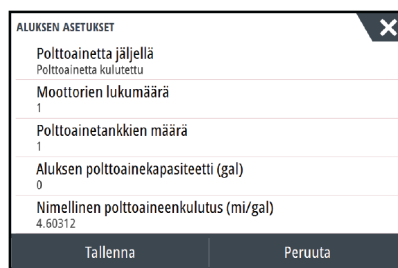 ALUKSEN ASETUKSET
Polttoainetta jäljellä
Polttoainetta kulutettu
Moottorien lukumäärä
1
Polttoainetankkien määrä
1
Aluksen polttoainekapasiteetti (gal)
0
Nimellinen polttoaineenkulutus (mi/gal)
4.60312
Tallenna
Peruuta